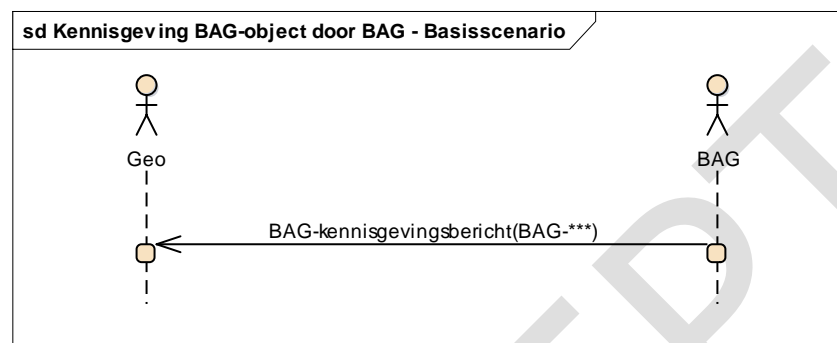 sd Kennisgeving BAG-object door BAG - Basisscenario
Geo
BAG
BAG-kennisgevingsbericht(BAG-***)